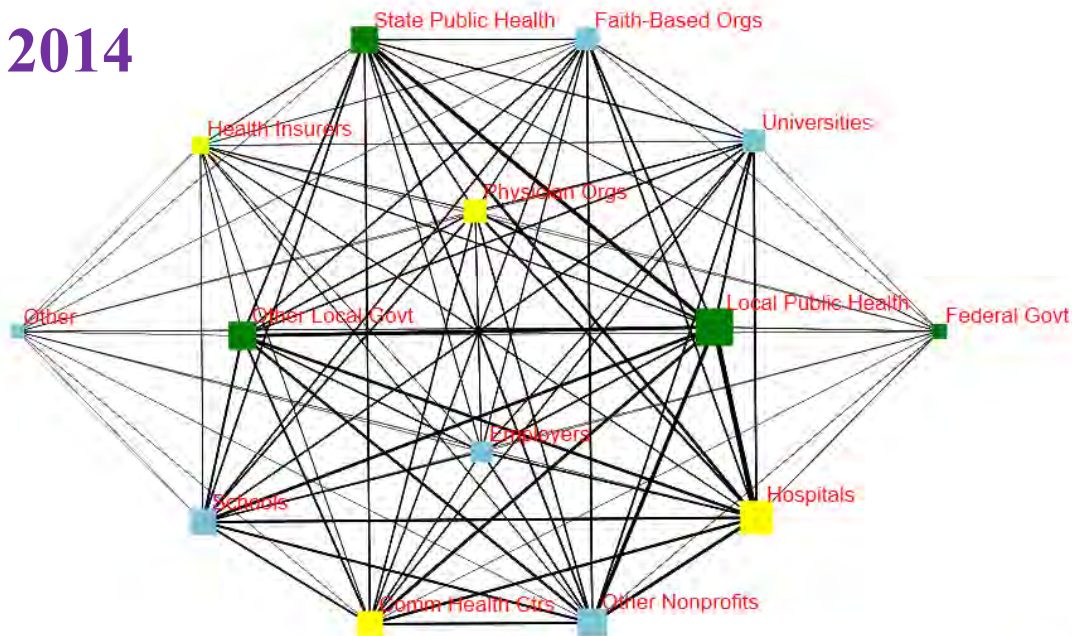 2014
State Public Health
Faith-Based Orgs
Health Insurers
Universities
Physician Orgs
Other
Other Local Govt
Local Public Health
Federal Govt
Employers
Schools
Hospitals
Comm Health Ctrs
Other Nonprofits